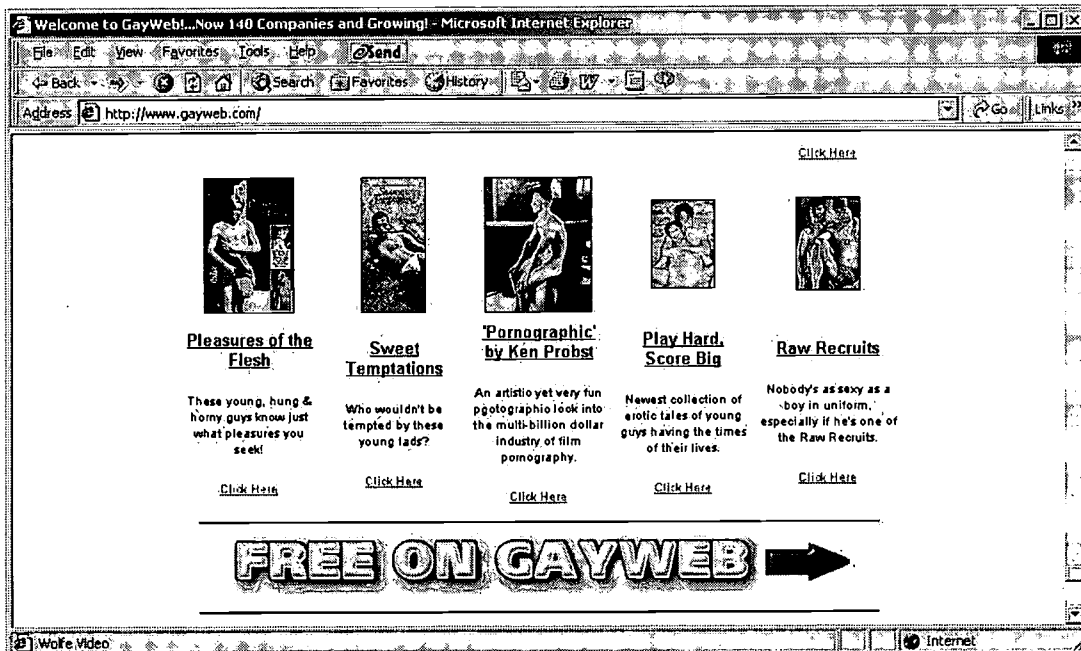 Welcome to GayWeb!...Now 140 Companies and Growing! - Microsoft Internet Explorer
File Edit View Favorites Tools Help Send
Back Search Favorites History
Address http://www.gayweb.com/ Go Links
Click Here
Pleasures of the
Flesh
These young, hung &
horny guys know just
what pleasures you
seek!
Click Here
Sweet
Temptations
Who wouldn't be
tempted by these
young lads?
Click Here
'Pornographic'
by Ken Probst
An artistic yet very fun
photographic look into
the multi-billion dollar
industry of film
pornography.
Click Here
Play Hard,
Score Big
Newest collection of
erotic tales of young
guys having the times
of their lives.
Click Here
Raw Recruits
Nobody's as sexy as a
boy in uniform,
especially if he's one of
the Raw Recruits.
Click Here
FREE ON GAYWEB
Wolfe Video Internet